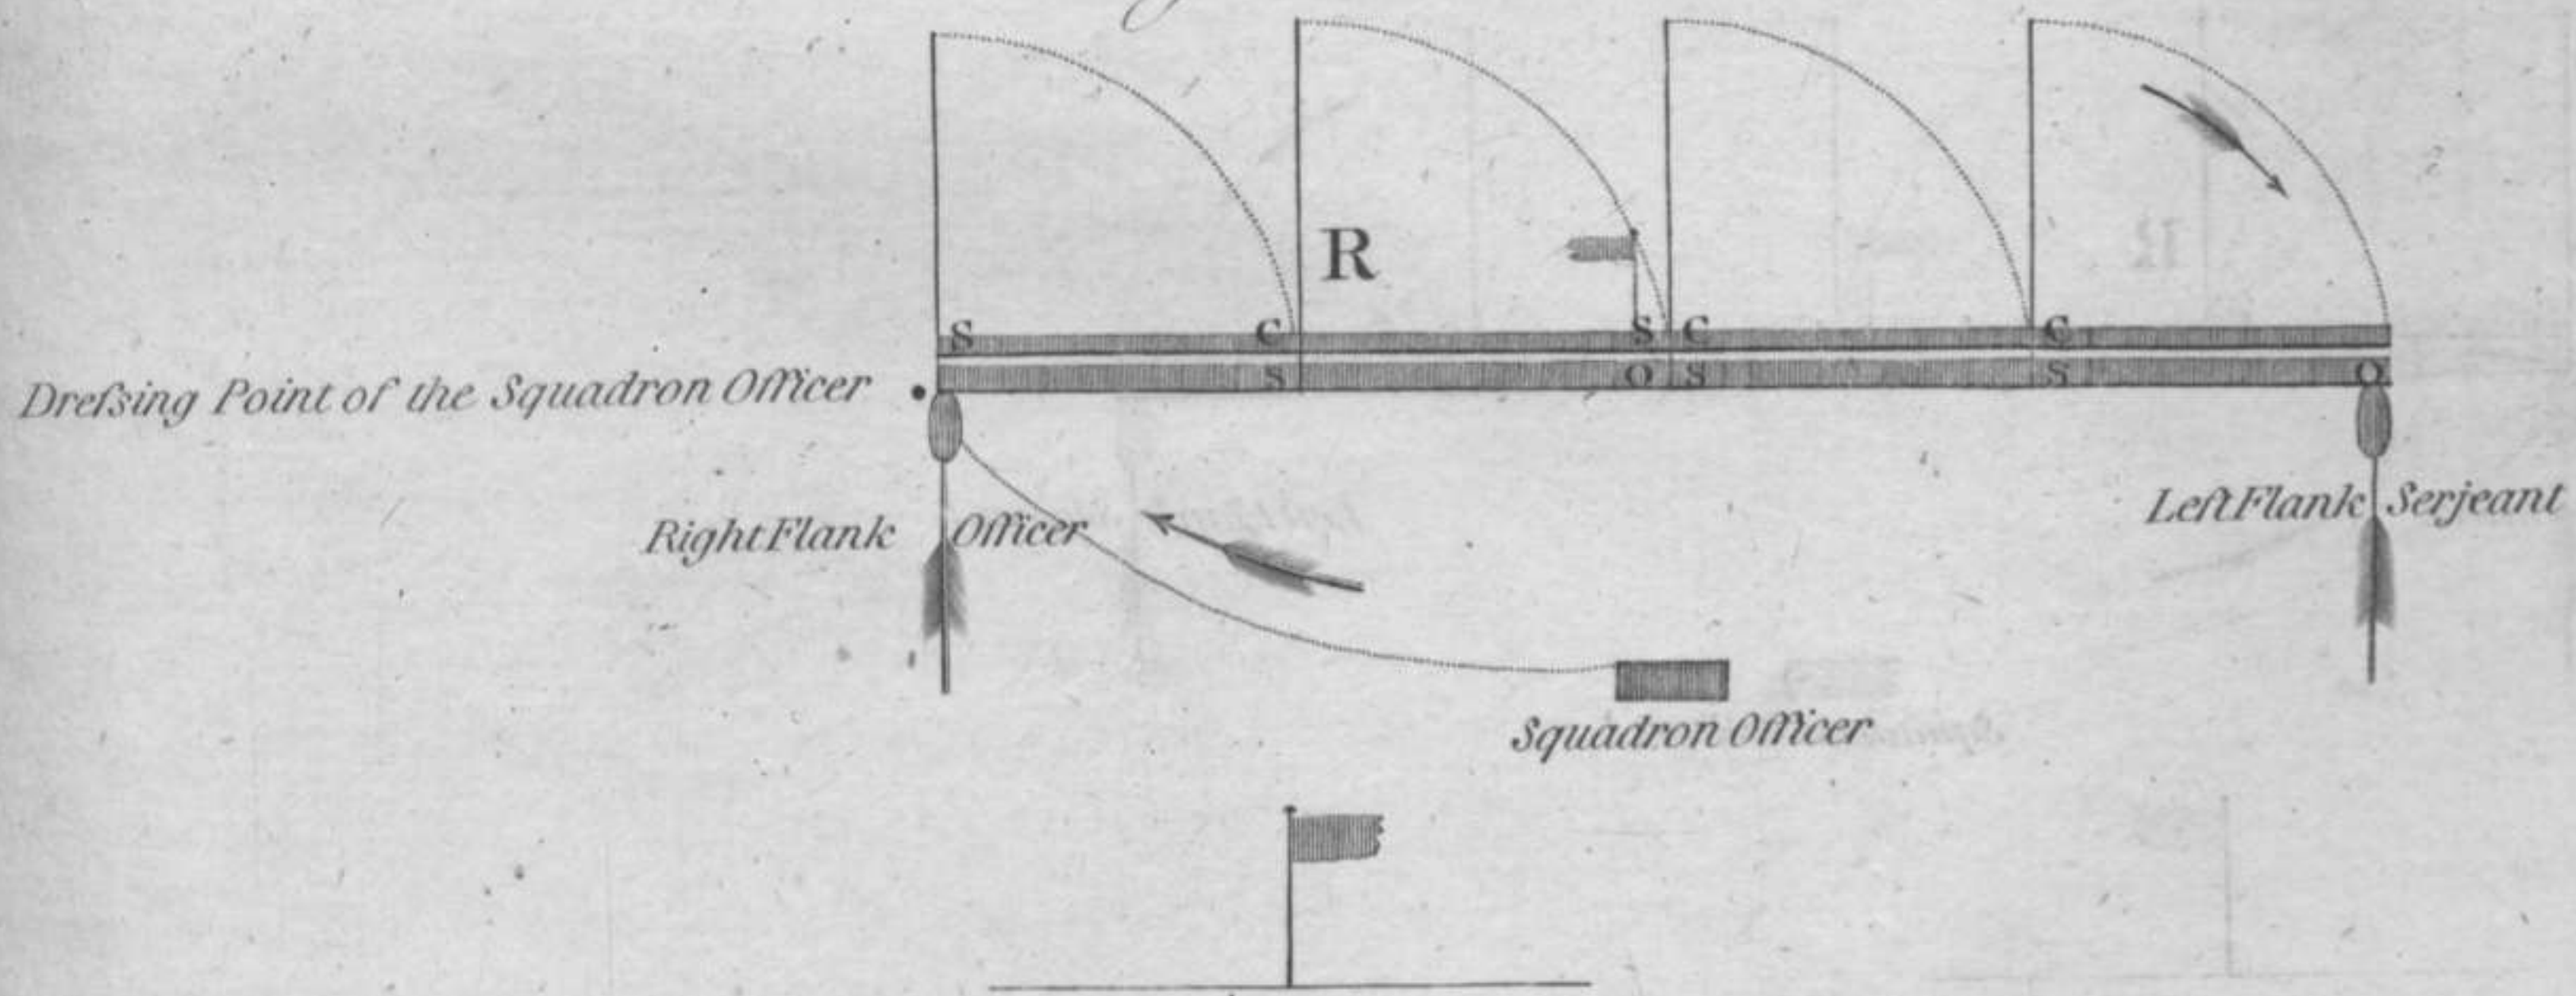 R
S C S C C
S O S S O
Dreſsing Point of the Squadron Officer
Right Flank Officer
Left Flank Serjeant
Squadron Officer